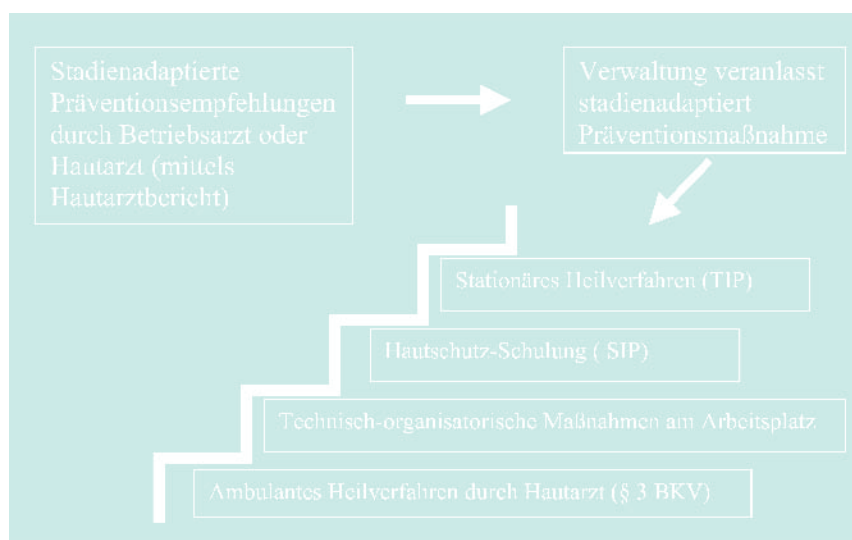 Stadienadaptierte
Präventionsempfehlungen
durch Betriebsarzt oder
Hautarzt (mittels
Hautarztbericht)
Verwaltung veranlasst
stadienadaptiert
Präventionsmaßnahme
Stationäres Heilverfahren (TIP)
Hautschutz-Schulung ( SIP)
Technisch-organisatorische Maßnahmen am Arbeitsplatz
Ambulantes Heilverfahren durch Hautarzt (§ 3 BKV)